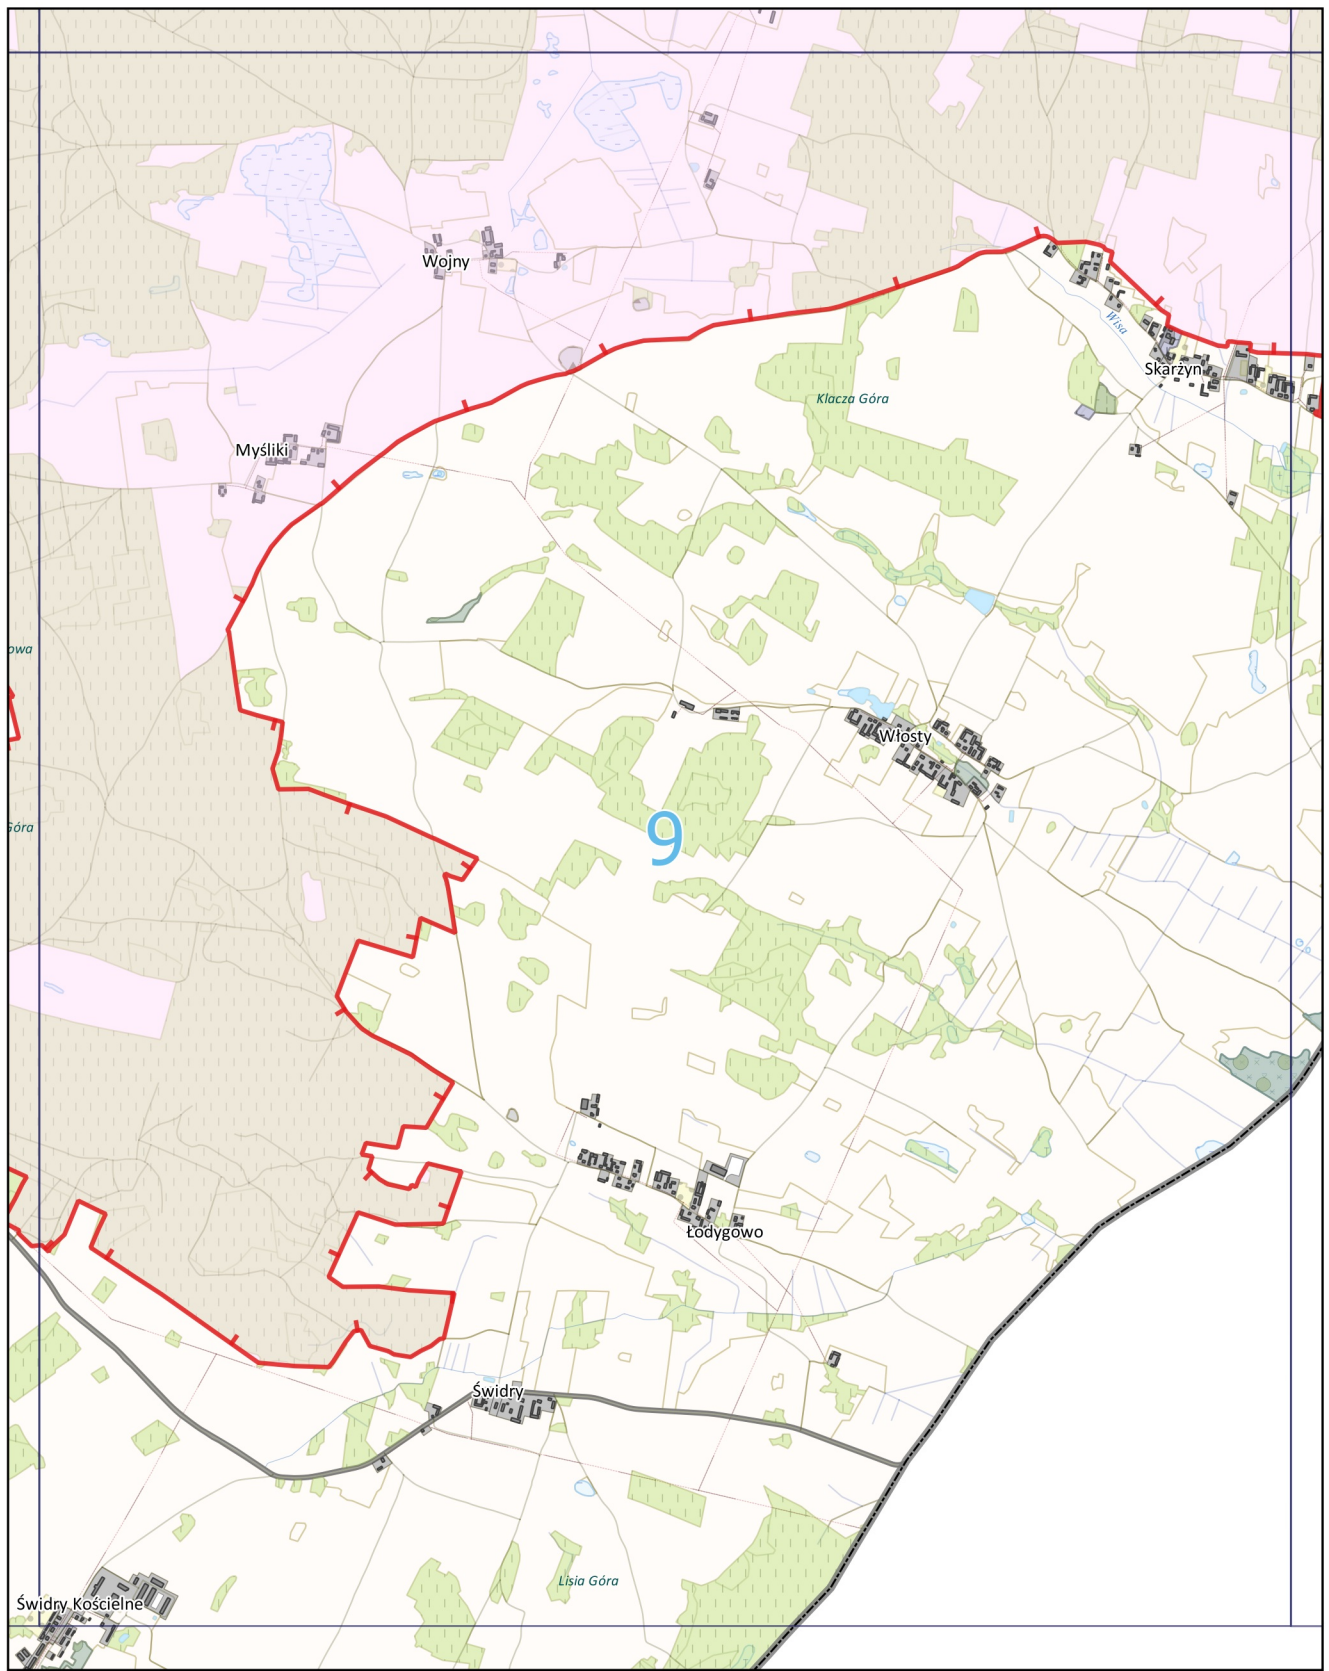 Wojny
Wisa
Skarżyn
Klacza Góra
Myśliki
owa
Włosty
Góra
9
Łodygowo
Świdry
Lisia Góra
Świdry Kościelne